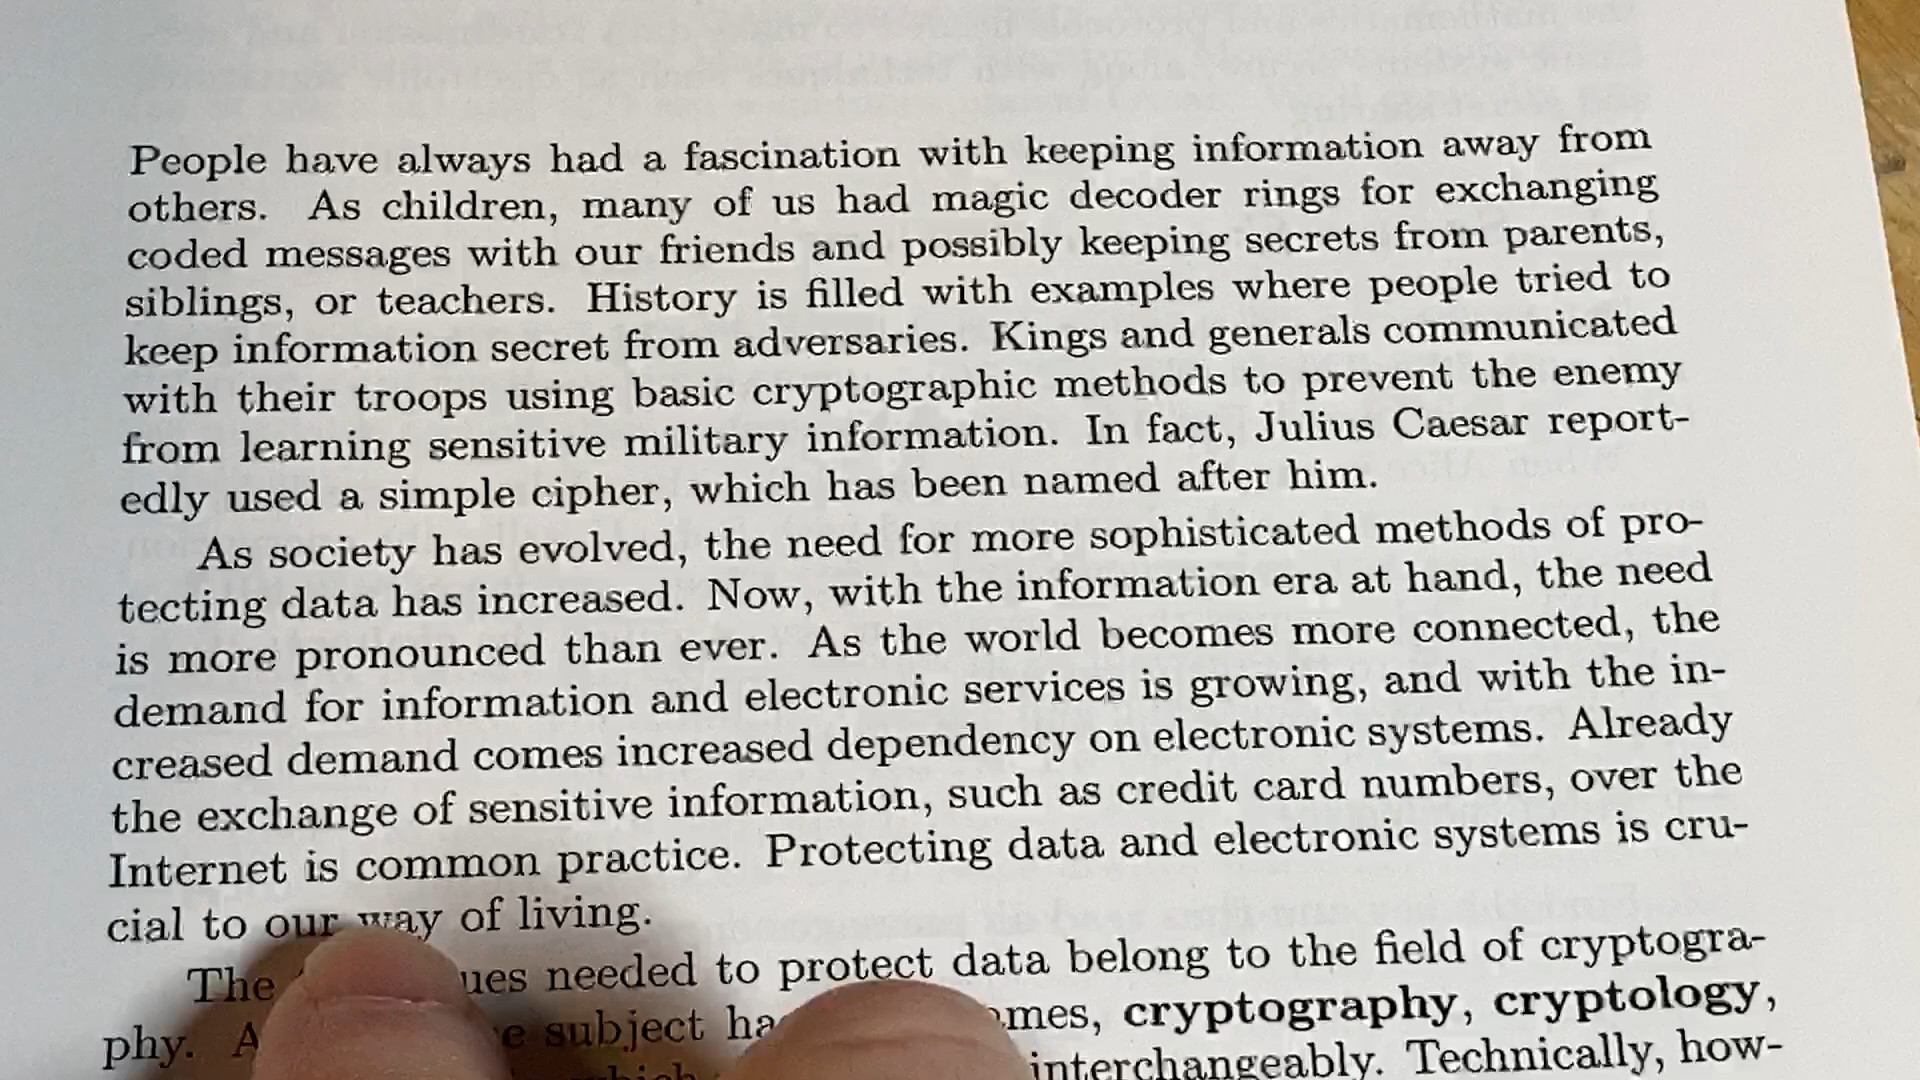 People have always had a fascination with keeping information away from
others. As children, many of us had magic decoder rings for exchanging
coded messages with our friends and possibly keeping secrets from parents,
siblings, or teachers. History is filled with examples where people tried to
keep information secret from adversaries. Kings and generals communicated
with their troops using basic cryptographic methods to prevent the enemy
from learning sensitive military information. In fact, Julius Caesar report-
edly used a simple cipher, which has been named after him.
As society has evolved, the need for more sophisticated methods of pro-
tecting data has increased. Now, with the information era at hand, the need
is more pronounced than ever. As the world becomes more connected, the
demand for information and electronic services is growing, and with the in-
creased demand comes increased dependency on electronic systems. Already
the exchange of sensitive information, such as credit card numbers, over the
Internet is common practice. Protecting data and electronic systems is cru-
cial to our way of living.
The needed to protect data belong to the field of cryptogra-
phy. subject cryptography, cryptology,
interchangeably. Technically, how-